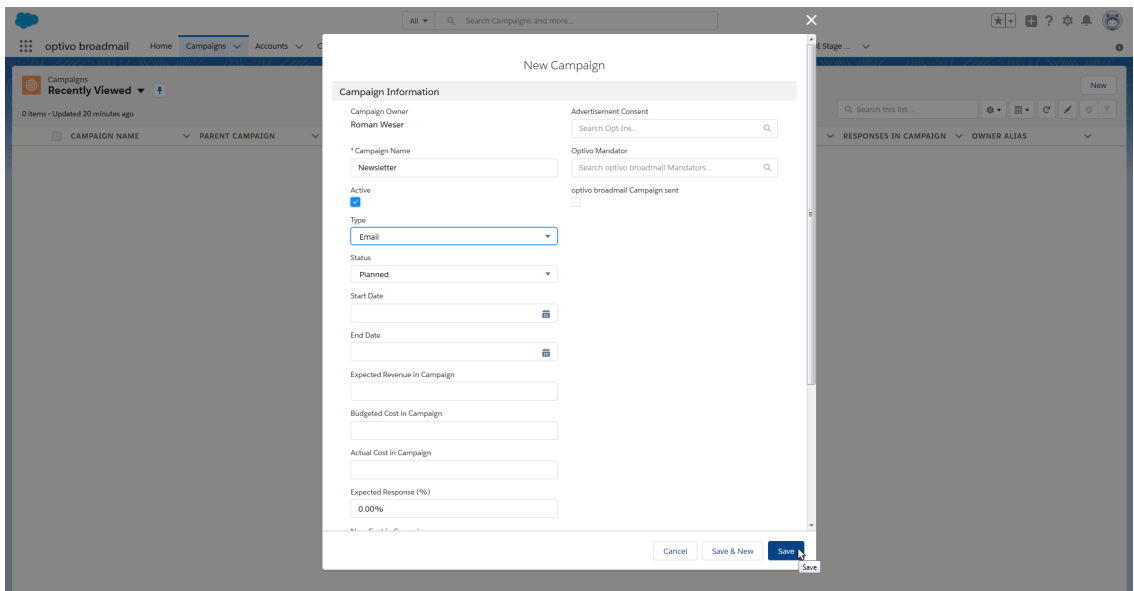 All
Search Campaigns and more...
optivo broadmail
Home
Campaigns
Accounts
C
Stage ...
Campaigns
Recently Viewed
New
0 items • Updated 20 minutes ago
Search this list...
CAMPAIGN NAME
PARENT CAMPAIGN
RESPONSES IN CAMPAIGN
OWNER ALIAS
New Campaign
Campaign Information
Campaign Owner
Roman Weser
* Campaign Name
Newsletter
Active
Type
Email
Status
Planned
Start Date
End Date
Expected Revenue in Campaign
Budgeted Cost in Campaign
Actual Cost in Campaign
Expected Response (%)
0.00%
Advertisement Consent
Search Opt-Ins...
Optivo Mandator
Search optivo broadmail Mandators...
optivo broadmail Campaign sent
Cancel
Save & New
Save
Save